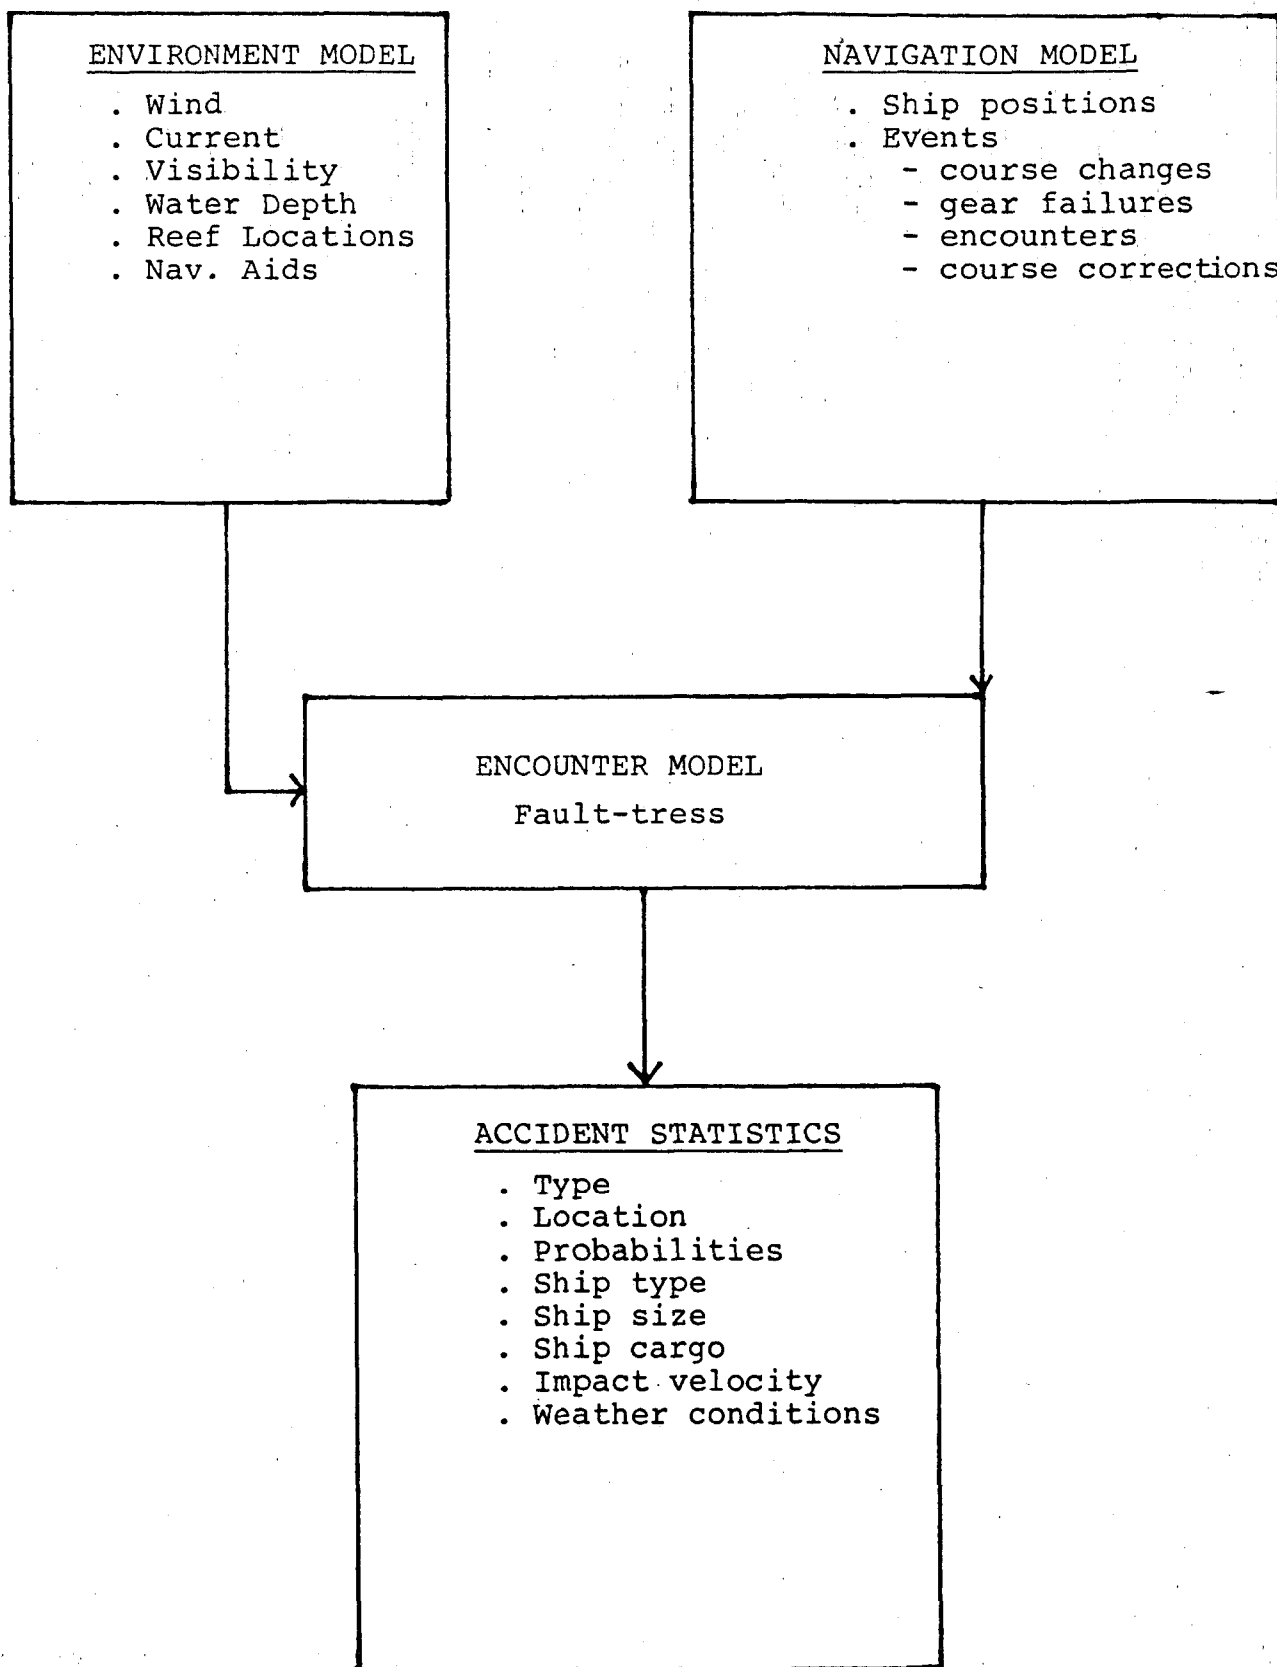 ENVIRONMENT MODEL
. Wind
. Current
. Visibility
. Water Depth
. Reef Locations
. Nav. Aids
NAVIGATION MODEL
. Ship positions
. Events
- course changes
- gear failures
- encounters
- course corrections
ENCOUNTER MODEL
Fault-tress
ACCIDENT STATISTICS
. Type
. Location
. Probabilities
. Ship type
. Ship size
. Ship cargo
. Impact velocity
. Weather conditions